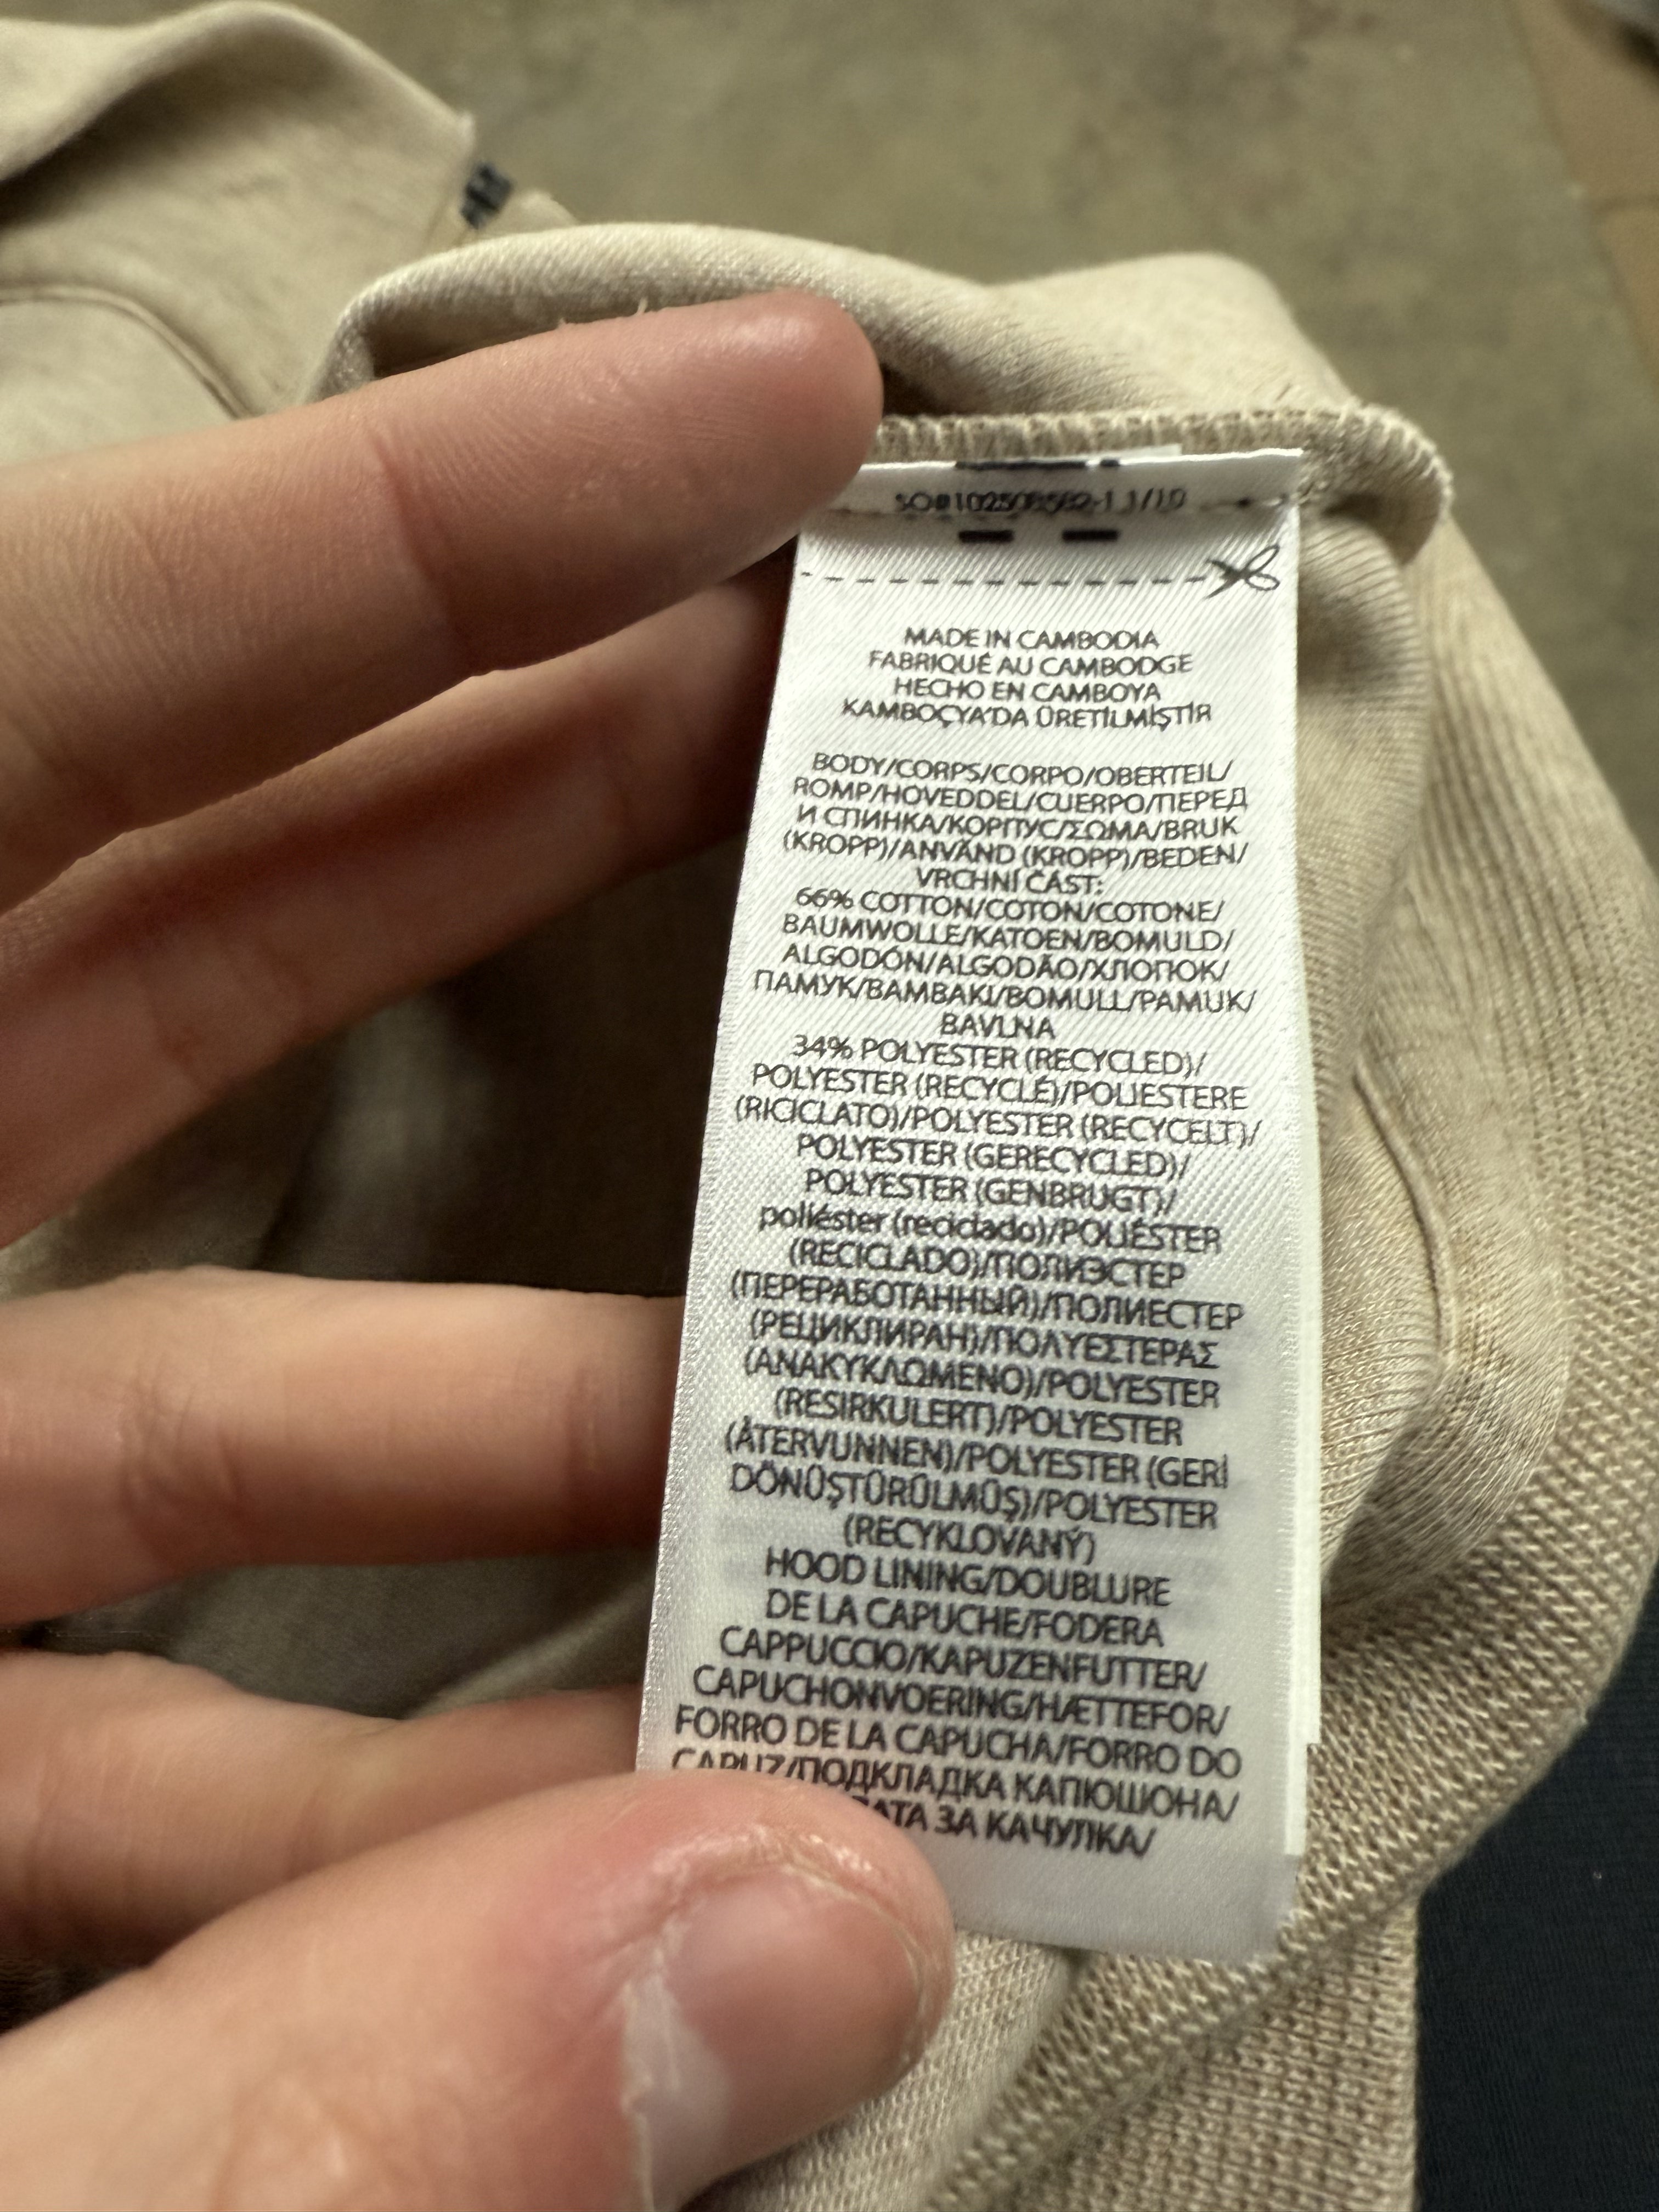 MADE IN CAMBODIA
FABRIQUÉ AU CAMBODGE
HECHO EN CAMBOYA
KAMBOÇYA'DA ÜRETİLMİŞTİR
BODY/CORPS/CORPO/OBERTEIL/
ROMP/HOVEDDEL/CUERPO/ПЕРЕД
И СПИНКА/КОРПУС/ΣΩΜΑ/BRUK
(KROPP)/ANVÄND (KROPP)/BEDEN/
VRCHNÍ ČÁST:
66% COTTON/COTON/COTONE/
BAUMWOLLE/KATOEN/BOMULD/
ALGODÓN/ALGODÃO/ХЛОПОК/
ПАМУК/ΒΑΜΒΑΚΙ/BOMULL/PAMUK/
BAVLNA
34% POLYESTER (RECYCLED)/
POLYESTER (RECYCLÉ)/POLIESTERE
(RICICLATO)/POLYESTER (RECYCELT)/
POLYESTER (GERECYCLED)/
POLYESTER (GENBRUGT)/
poliéster (reciclado)/POLIÉSTER
(RECICLADO)/ПОЛИЭСТЕР
(ПЕРЕРАБОТАННЫЙ)/ПОЛИЕСТЕР
(РЕЦИКЛИРАН)/ΠΟΛΥΕΣΤΕΡΑΣ
(ΑΝΑΚΥΚΛΩΜΕΝΟ)/POLYESTER
(RESIRKULERT)/POLYESTER
(ÅTERVUNNEN)/POLYESTER (GERİ
DÖNÜŞTÜRÜLMÜŞ)/POLYESTER
(RECYKLOVANÝ)
HOOD LINING/DOUBLURE
DE LA CAPUCHE/FODERA
CAPPUCCIO/KAPUZENFUTTER/
CAPUCHONVOERING/HÆTTEFOR/
FORRO DE LA CAPUCHA/FORRO DO
CAPUZ/ПОДКЛАДКА КАПЮШОНА/
ЗА КАЧУЛКА/